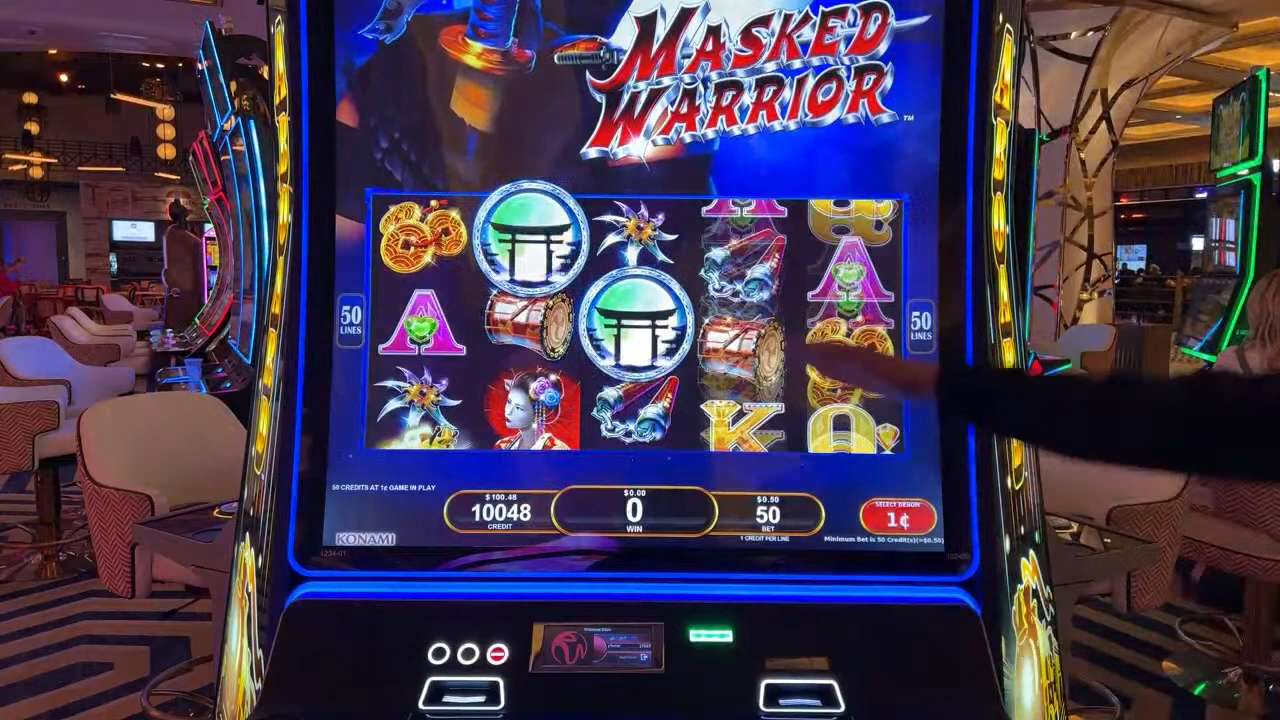 MASKED
WARRIOR™
A
A
A
50
LINES
50
LINES
K
Q
50 CREDITS AT 1¢ GAME IN PLAY
$100.48
10048
CREDIT
$0.00
0
WIN
$0.50
50
BET
1 CREDIT PER LINE
SELECT DENOM
1¢
Minimum Bet is 50 Credit(s)(=$0.50)
KONAMI